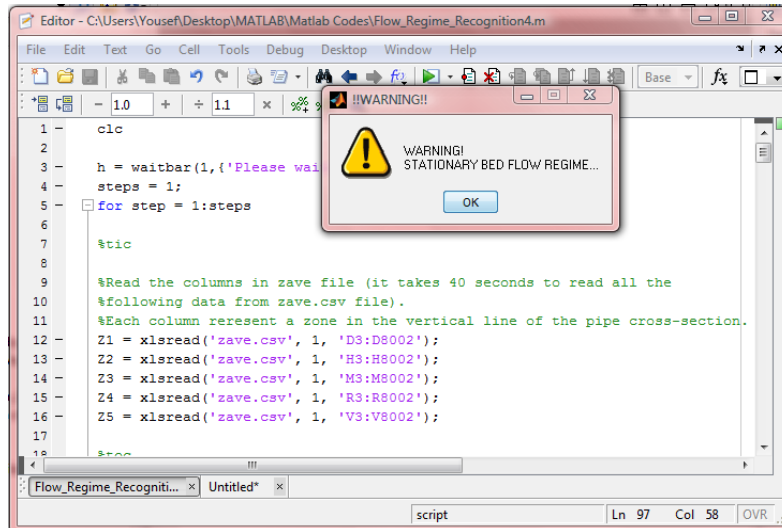 Editor - C:\Users\Yousef\Desktop\MATLAB\Matlab Codes\Flow_Regime_Recognition4.m
File Edit Text Go Cell Tools Debug Desktop Window Help
Base
fx
- 1.0 + ÷ 1.1 ×
!!WARNING!!
WARNING!
STATIONARY BED FLOW REGIME...
OK
1 - clc
2
3 - h = waitbar(1,{'Please wai
4 - steps = 1;
5 - for step = 1:steps
6
7 %tic
8
9 %Read the columns in zave file (it takes 40 seconds to read all the
10 %following data from zave.csv file).
11 %Each column reresent a zone in the vertical line of the pipe cross-section.
12 - Z1 = xlsread('zave.csv', 1, 'D3:D8002');
13 - Z2 = xlsread('zave.csv', 1, 'H3:H8002');
14 - Z3 = xlsread('zave.csv', 1, 'M3:M8002');
15 - Z4 = xlsread('zave.csv', 1, 'R3:R8002');
16 - Z5 = xlsread('zave.csv', 1, 'V3:V8002');
17
18 %toc
Flow_Regime_Recogniti... × Untitled* ×
script Ln 97 Col 58 OVR